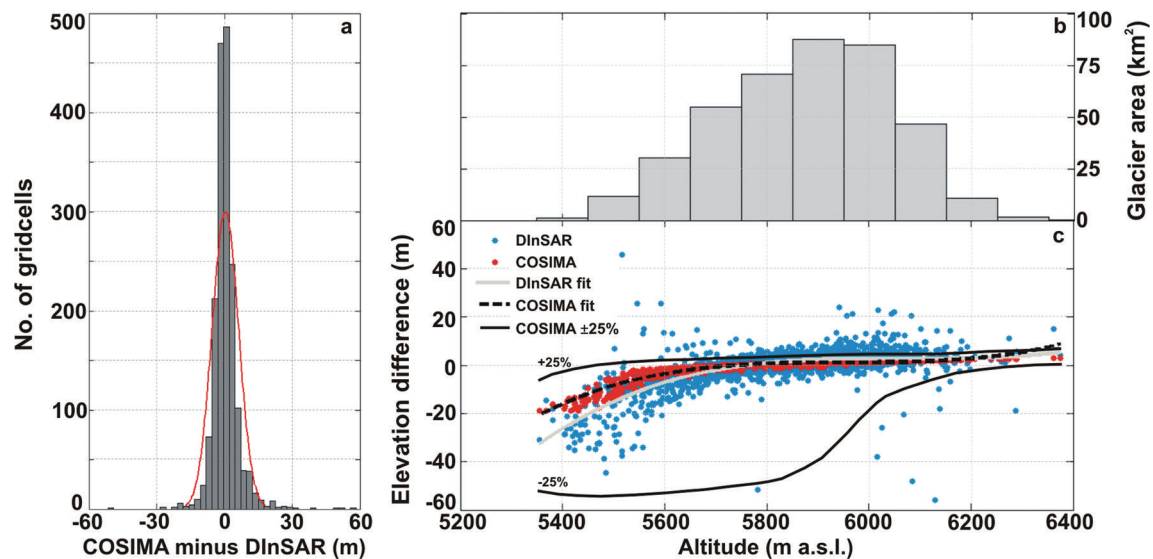 a
No. of gridcells
500
400
300
200
100
0
-60
-30
0
30
60
COSIMA minus DInSAR (m)
b
100
75
50
25
0
Glacier area (km²)
c
Elevation difference (m)
60
40
20
0
-20
-40
-60
DInSAR
COSIMA
DInSAR fit
COSIMA fit
COSIMA ±25%
+25%
-25%
5200
5400
5600
5800
6000
6200
6400
Altitude (m a.s.l.)